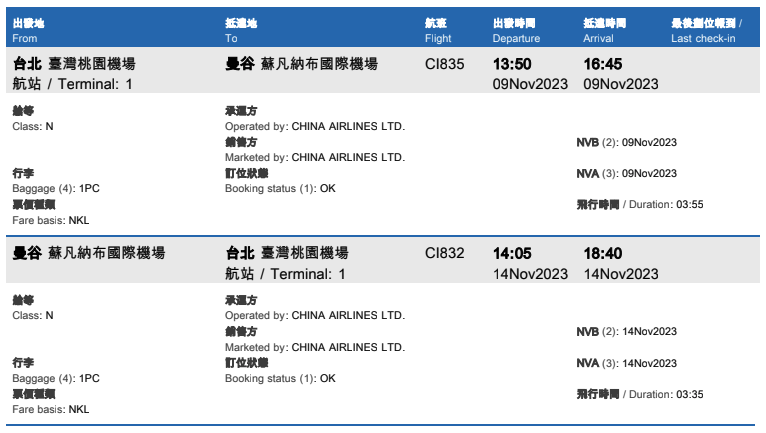 出發地 抵達地 航班 出發時間 抵達時間 最後劃位報到 /
From To Flight Departure Arrival Last check-in
台北 臺灣桃園機場 曼谷 蘇凡納布國際機場 CI835 13:50 16:45
航站 / Terminal: 1 09Nov2023 09Nov2023
艙等 承運方
Class: N Operated by: CHINA AIRLINES LTD.
銷售方 NVB (2): 09Nov2023
Marketed by: CHINA AIRLINES LTD.
行李 訂位狀態 NVA (3): 09Nov2023
Baggage (4): 1PC Booking status (1): OK
票價種類 飛行時間 / Duration: 03:55
Fare basis: NKL
曼谷 蘇凡納布國際機場 台北 臺灣桃園機場 CI832 14:05 18:40
航站 / Terminal: 1 14Nov2023 14Nov2023
艙等 承運方
Class: N Operated by: CHINA AIRLINES LTD.
銷售方 NVB (2): 14Nov2023
Marketed by: CHINA AIRLINES LTD.
行李 訂位狀態 NVA (3): 14Nov2023
Baggage (4): 1PC Booking status (1): OK
票價種類 飛行時間 / Duration: 03:35
Fare basis: NKL